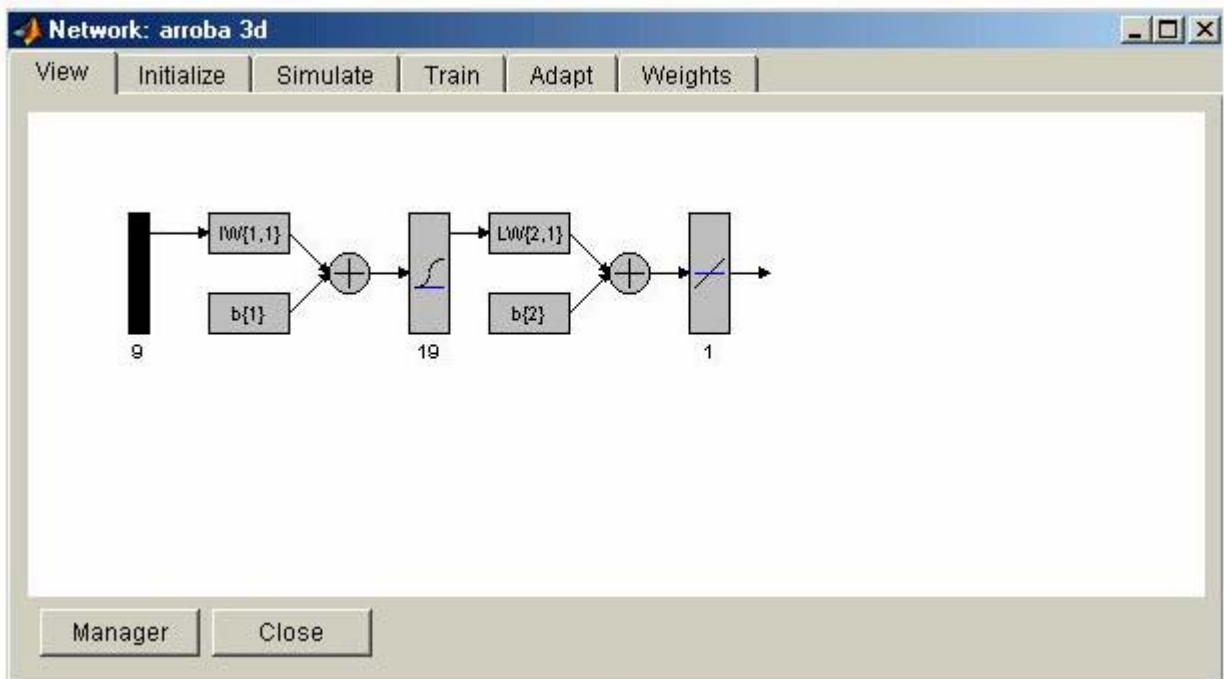 Network: arroba 3d
View Initialize Simulate Train Adapt Weights
IW{1,1} LW{2,1}
b{1} b{2}
9 19 1
Manager Close